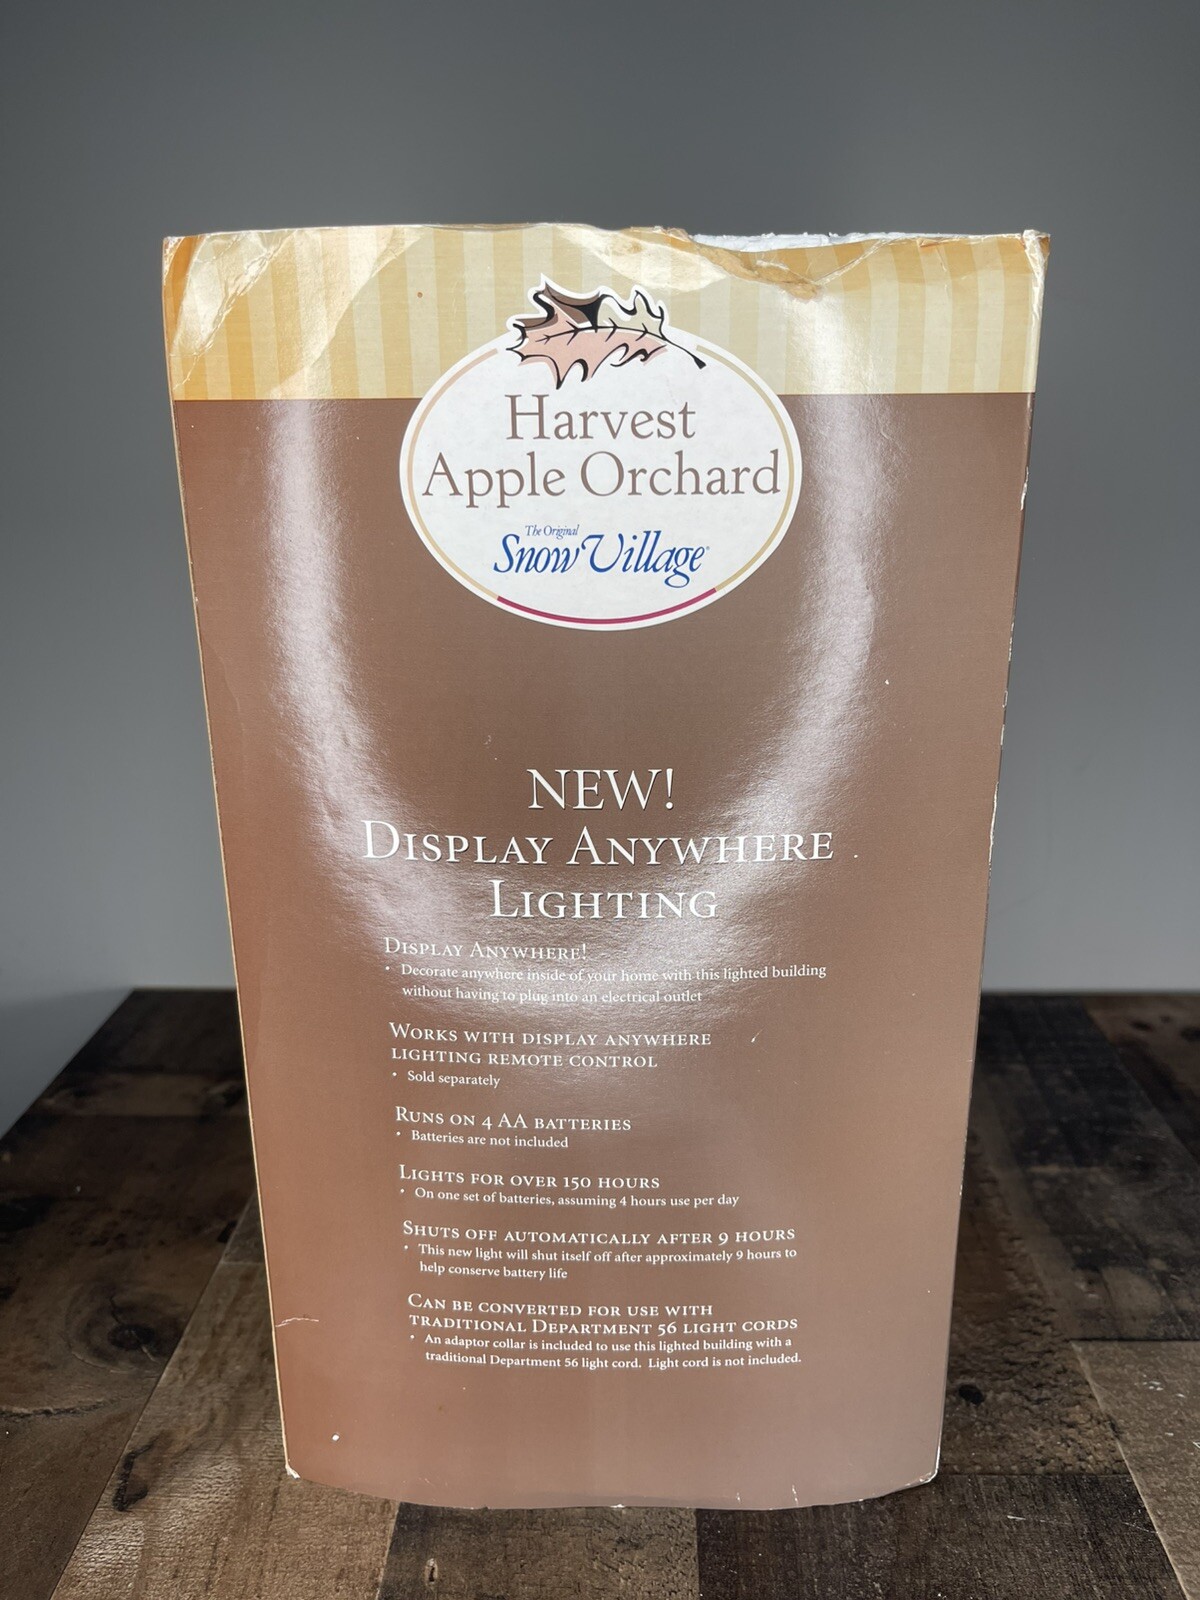 Harvest
Apple Orchard
The Original
Snow Village®
NEW!
DISPLAY ANYWHERE
LIGHTING
DISPLAY ANYWHERE!
• Decorate anywhere inside of your home with this lighted building
without having to plug into an electrical outlet
WORKS WITH DISPLAY ANYWHERE
LIGHTING REMOTE CONTROL
• Sold separately
RUNS ON 4 AA BATTERIES
• Batteries are not included
LIGHTS FOR OVER 150 HOURS
• On one set of batteries, assuming 4 hours use per day
SHUTS OFF AUTOMATICALLY AFTER 9 HOURS
• This new light will shut itself off after approximately 9 hours to
help conserve battery life
CAN BE CONVERTED FOR USE WITH
TRADITIONAL DEPARTMENT 56 LIGHT CORDS
• An adaptor collar is included to use this lighted building with a
traditional Department 56 light cord. Light cord is not included.